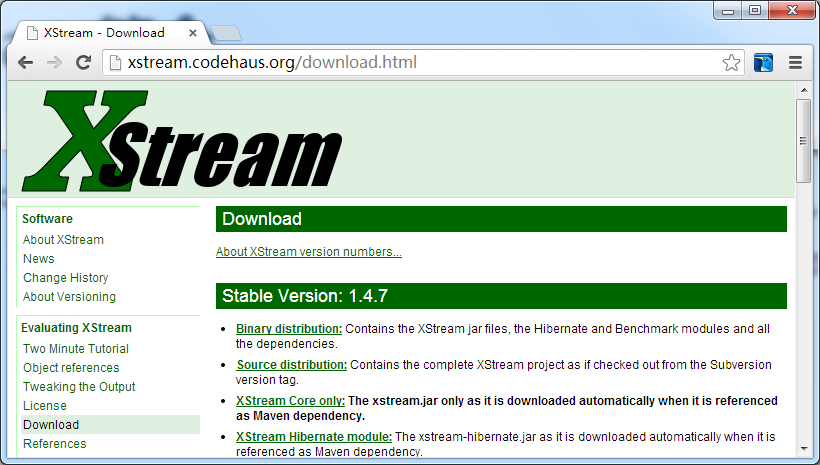 XStream - Download
xstream.codehaus.org/download.html
XStream
Software
About XStream
News
Change History
About Versioning
Evaluating XStream
Two Minute Tutorial
Object references
Tweaking the Output
License
Download
References
Download
About XStream version numbers...
Stable Version: 1.4.7
Binary distribution: Contains the XStream jar files, the Hibernate and Benchmark modules and all
the dependencies.
Source distribution: Contains the complete XStream project as if checked out from the Subversion
version tag.
XStream Core only: The xstream.jar only as it is downloaded automatically when it is referenced
as Maven dependency.
XStream Hibernate module: The xstream-hibernate.jar as it is downloaded automatically when it is
referenced as Maven dependency.